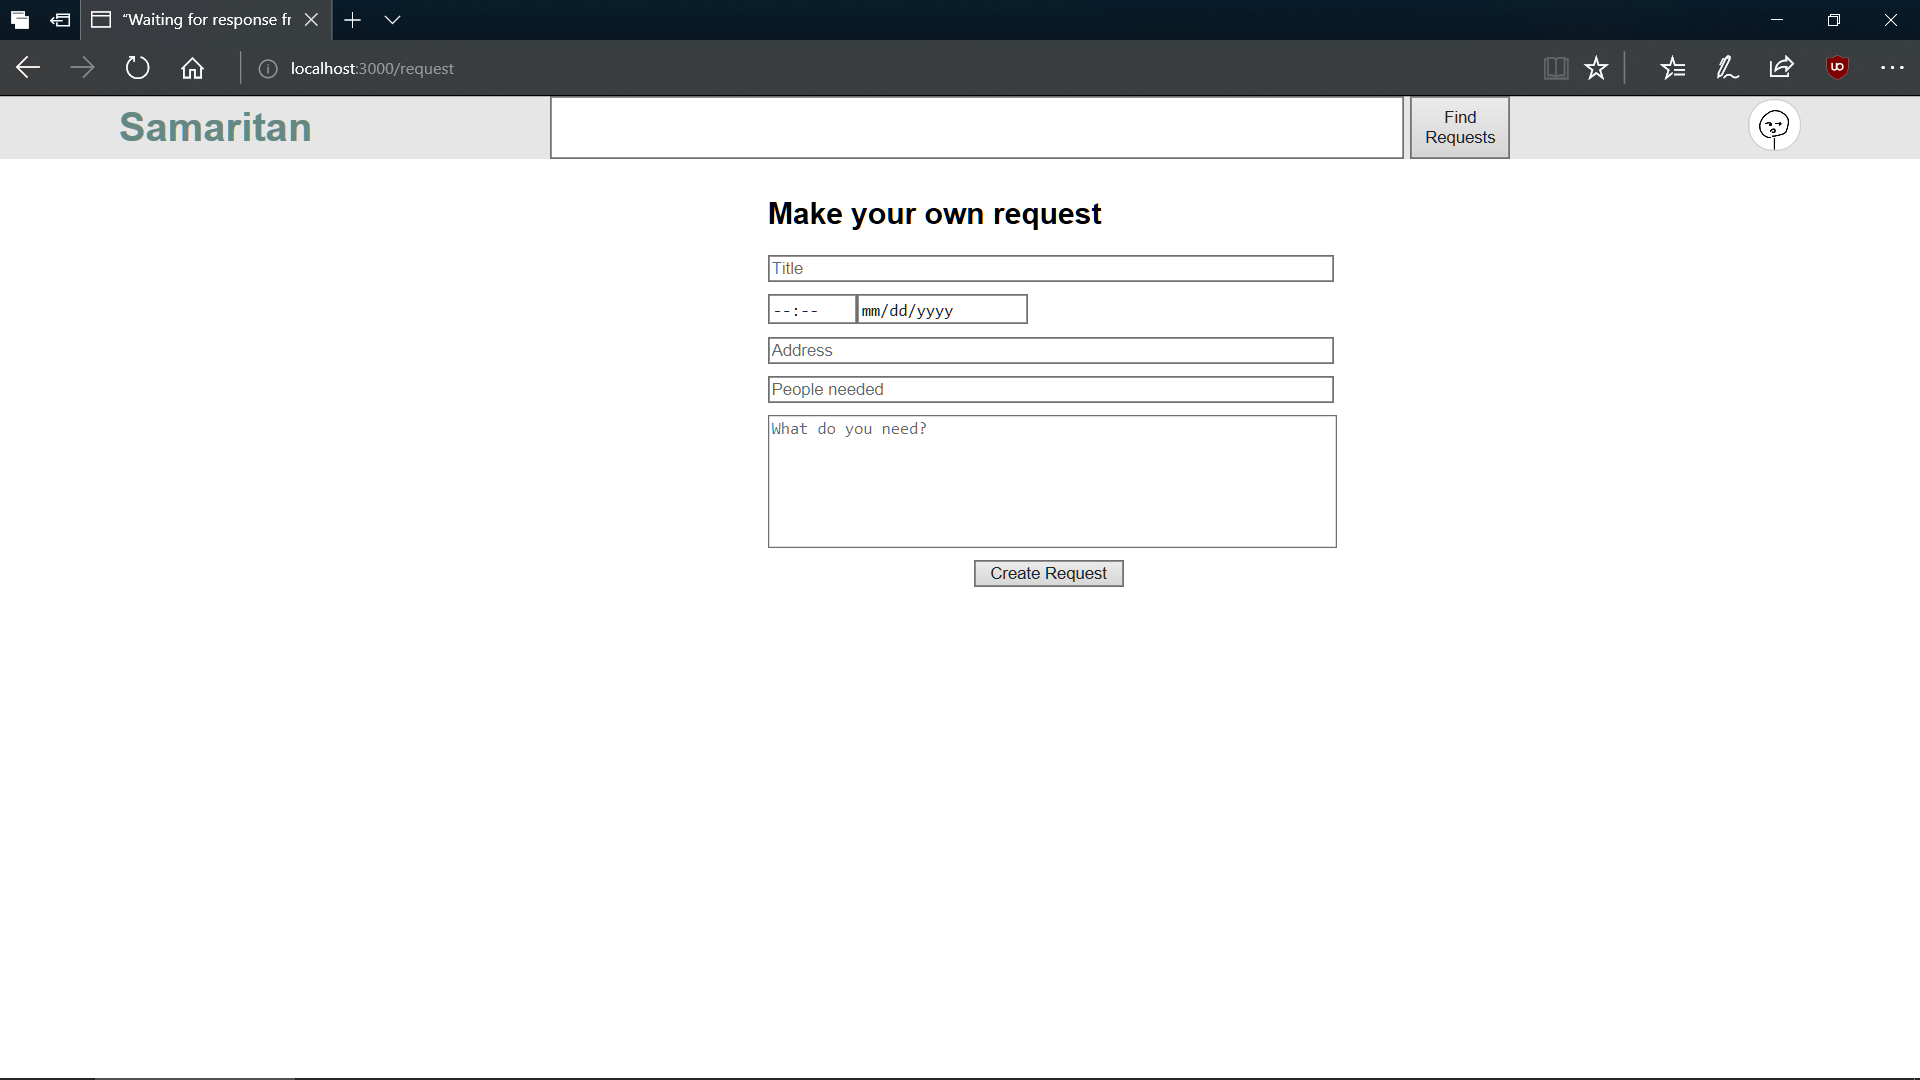 “Waiting for response fr
localhost:3000/request
Samaritan
Find
Requests
Make your own request
Title
--:--
mm/dd/yyyy
Address
People needed
What do you need?
Create Request